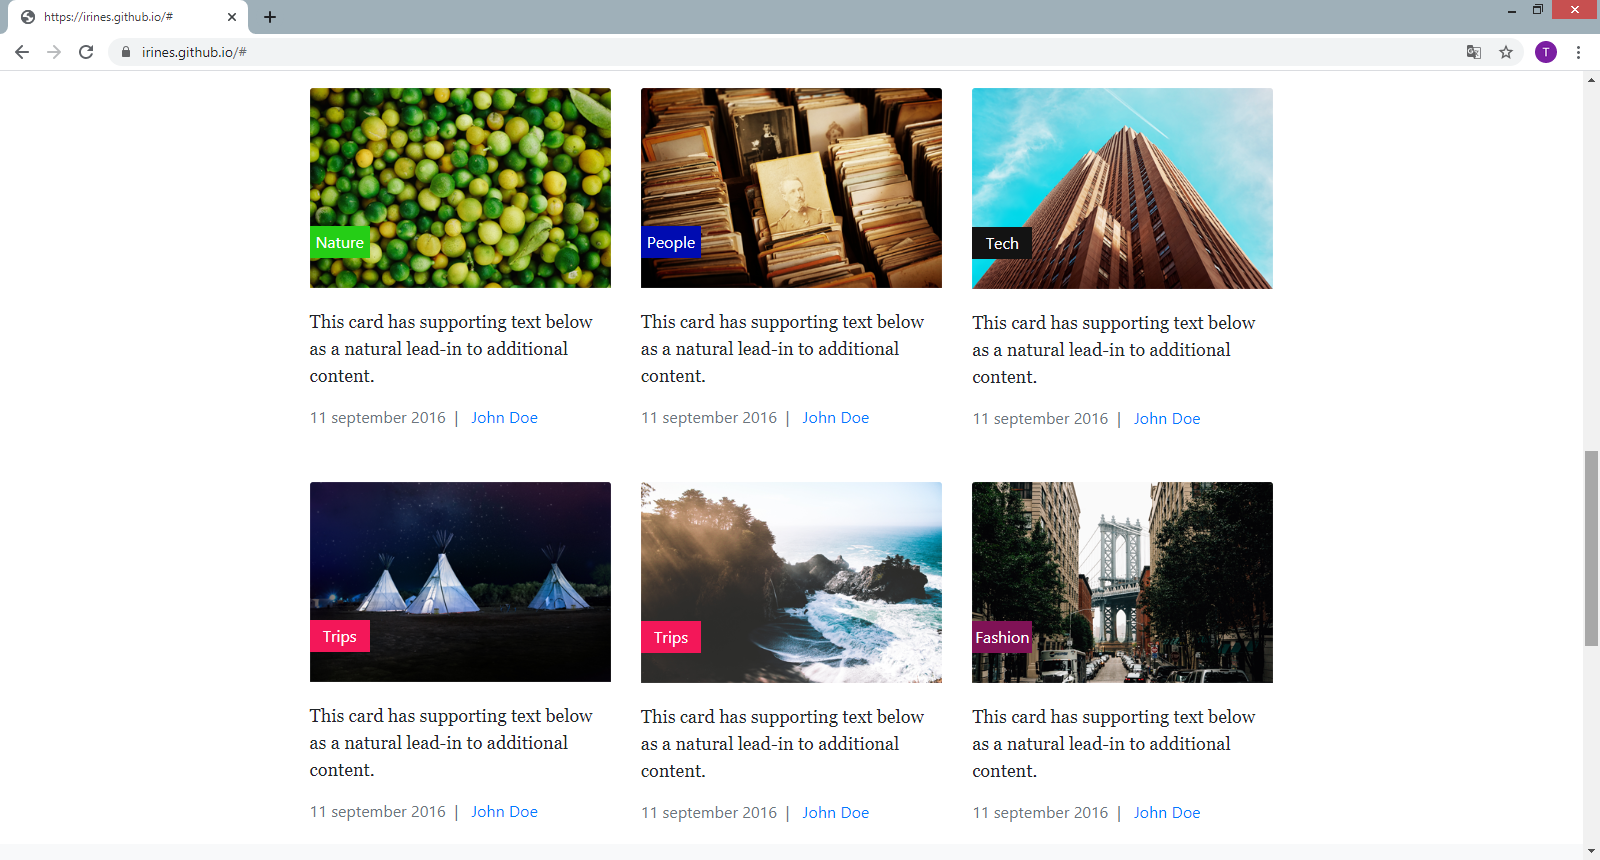 https://irines.github.io/#
irines.github.io/#
T
Nature
People
Tech
This card has supporting text below
as a natural lead-in to additional
content.
11 september 2016 | John Doe
This card has supporting text below
as a natural lead-in to additional
content.
11 september 2016 | John Doe
This card has supporting text below
as a natural lead-in to additional
content.
11 september 2016 | John Doe
Trips
Trips
Fashion
This card has supporting text below
as a natural lead-in to additional
content.
11 september 2016 | John Doe
This card has supporting text below
as a natural lead-in to additional
content.
11 september 2016 | John Doe
This card has supporting text below
as a natural lead-in to additional
content.
11 september 2016 | John Doe